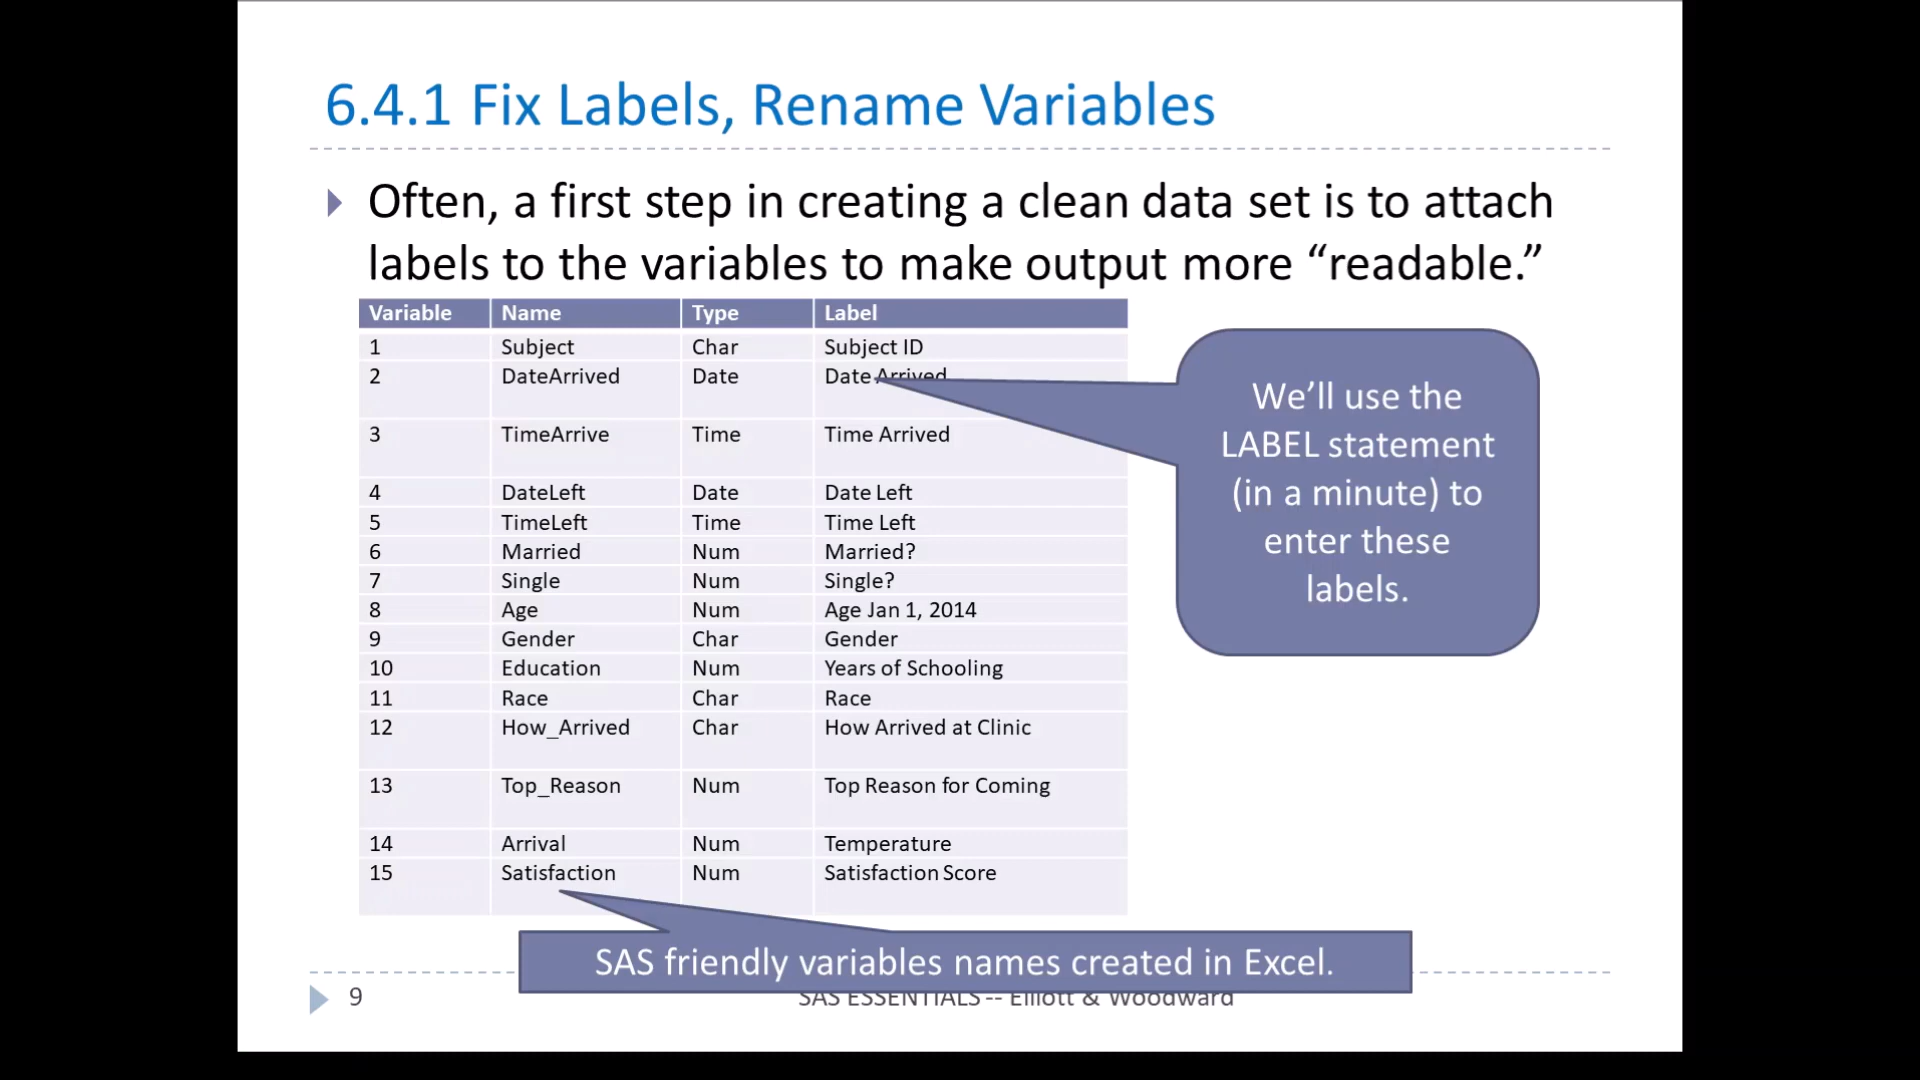 6.4.1 Fix Labels, Rename Variables
Often, a first step in creating a clean data set is to attach
labels to the variables to make output more “readable.”
Variable Name Type Label
1 Subject Char Subject ID
2 DateArrived Date Date Arrived
3 TimeArrive Time Time Arrived
4 DateLeft Date Date Left
5 TimeLeft Time Time Left
6 Married Num Married?
7 Single Num Single?
8 Age Num Age Jan 1, 2014
9 Gender Char Gender
10 Education Num Years of Schooling
11 Race Char Race
12 How_Arrived Char How Arrived at Clinic
13 Top_Reason Num Top Reason for Coming
14 Arrival Num Temperature
15 Satisfaction Num Satisfaction Score
We’ll use the
LABEL statement
(in a minute) to
enter these
labels.
SAS friendly variables names created in Excel.
9
SAS ESSENTIALS -- Elliott & Woodward